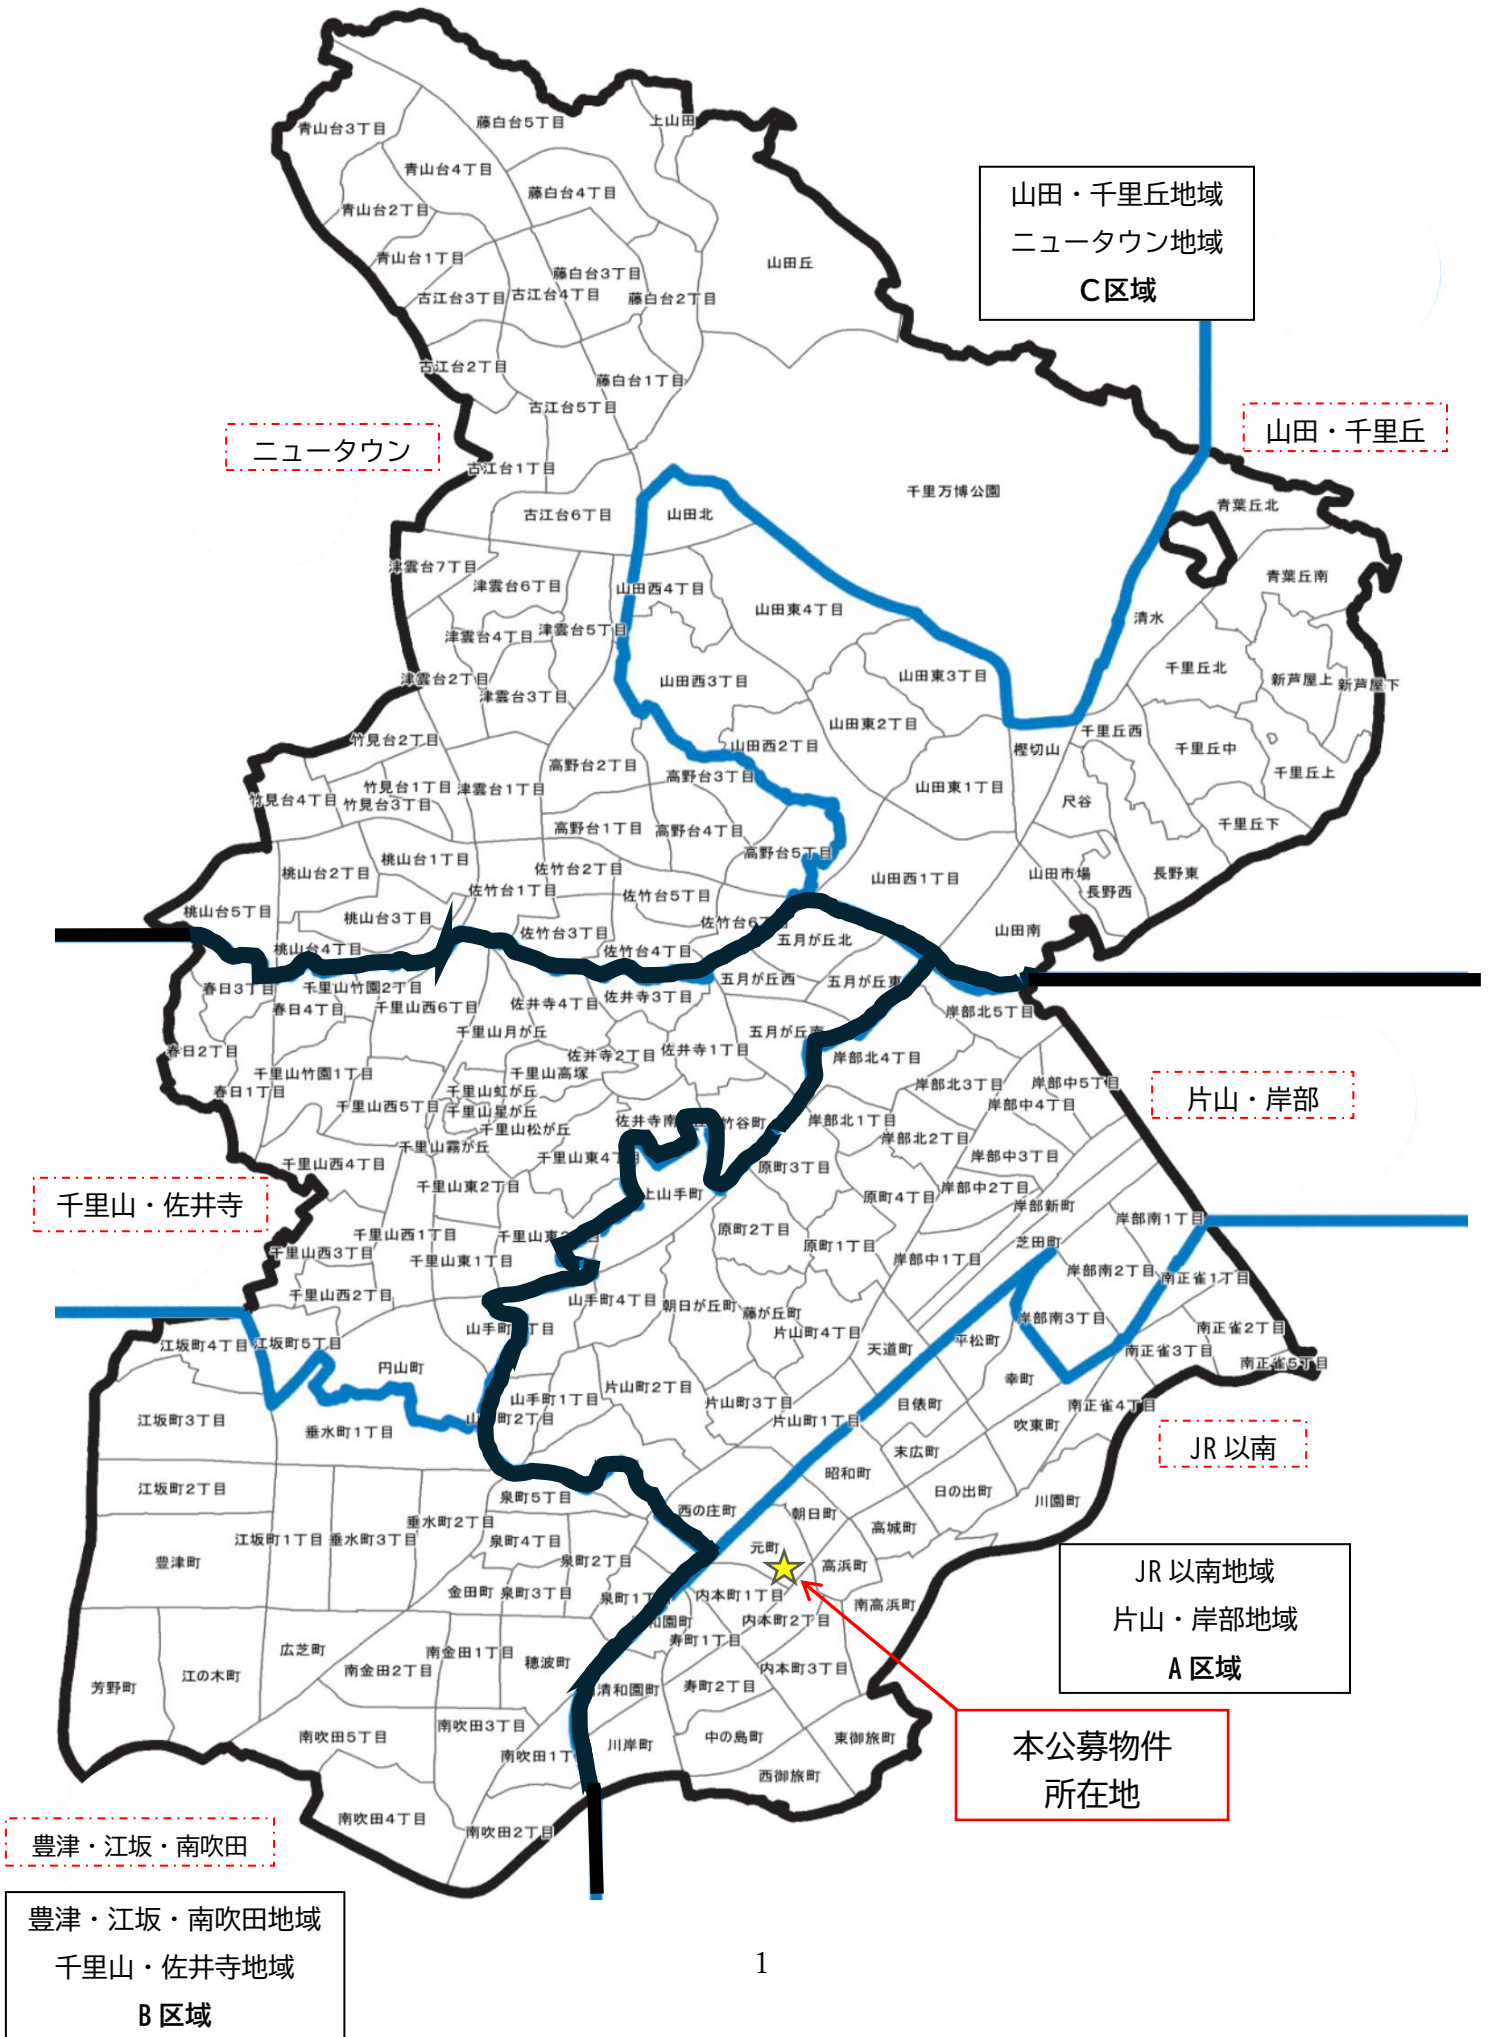 藤白台5丁目
上山田
青山台3丁目
青山台4丁目
藤白台4丁目
青山台2丁目
山田・千里丘地域
ニュータウン地域
C区域
青山台1丁目
藤白台3丁目
山田丘
古江台3丁目
古江台4丁目
藤白台2丁目
古江台2丁目
藤白台1丁目
古江台5丁目
ニュータウン
山田・千里丘
古江台1丁目
千里万博公園
青葉丘北
古江台6丁目
山田北
津雲台7丁目
津雲台6丁目
山田西4丁目
青葉丘南
山田東4丁目
清水
津雲台4丁目
津雲台5丁目
千里丘北
津雲台2丁目
津雲台3丁目
山田西3丁目
山田東3丁目
新芦屋上
新芦屋下
竹見台2丁目
山田西2丁目
山田東2丁目
千里丘西
樫切山
千里丘中
高野台2丁目
高野台3丁目
千里丘上
竹見台4丁目
竹見台1丁目
竹見台3丁目
津雲台1丁目
山田東1丁目
尺谷
高野台1丁目
高野台4丁目
千里丘下
桃山台2丁目
桃山台1丁目
高野台5丁目
佐竹台2丁目
山田西1丁目
山田市場
長野東
佐竹台1丁目
佐竹台5丁目
長野西
桃山台5丁目
桃山台3丁目
佐竹台3丁目
佐竹台6丁
五月が丘北
山田南
桃山台4丁目
佐竹台4丁目
春日3丁目
千里山竹園2丁目
五月が丘西
五月が丘東
春日4丁目
千里山西6丁目
佐井寺4丁目
佐井寺3丁目
岸部北5丁目
千里山月が丘
五月が丘南
春日2丁目
佐井寺2丁目
佐井寺1丁目
岸部北4丁目
千里山竹園1丁目
千里山高塚
春日1丁目
千里山虹が丘
岸部北3丁目
岸部中5丁目
片山・岸部
千里山西5丁目
千里山星が丘
岸部中4丁目
千里山松が丘
佐井寺南
竹谷町
岸部北1丁目
岸部北2丁目
千里山霧が丘
千里山西4丁目
千里山東4丁目
原町3丁目
岸部中3丁目
千里山・佐井寺
千里山東2丁目
上山手町
原町4丁目
岸部中2丁目
岸部新町
岸部南1丁目
千里山西1丁目
千里山東
原町2丁目
原町1丁目
芝田町
千里山西3丁目
千里山東1丁目
岸部中1丁目
岸部南2丁目
南正雀1丁目
千里山西2丁目
山手町4丁目
朝日が丘町
藤が丘町
岸部南3丁目
江坂町4丁目
江坂町5丁目
山手町
丁目
片山町4丁目
天道町
平松町
南正雀2丁目
円山町
南正雀3丁目
南正雀5丁目
片山町2丁目
幸町
山手町1丁目
片山町3丁目
目俵町
南正雀4丁目
江坂町3丁目
垂水町1丁目
町2丁目
片山町1丁目
吹東町
末広町
JR以南
昭和町
江坂町2丁目
泉町5丁目
日の出町
川園町
西の庄町
朝日町
垂水町2丁目
高城町
江坂町1丁目
垂水町3丁目
泉町4丁目
元町
豊津町
泉町2丁目
高浜町
金田町
泉町3丁目
泉町1丁目
内本町1丁目
南高浜町
JR以南地域
片山・岸部地域
A区域
和園町
内本町2丁目
寿町1丁目
広芝町
南金田1丁目
穂波町
内本町3丁目
芳野町
江の木町
南金田2丁目
清和園町
寿町2丁目
南吹田5丁目
南吹田3丁目
川岸町
中の島町
東御旅町
本公募物件
所在地
南吹田1丁
西御旅町
南吹田4丁目
南吹田2丁目
豊津・江坂・南吹田
豊津・江坂・南吹田地域
千里山・佐井寺地域
B区域
1